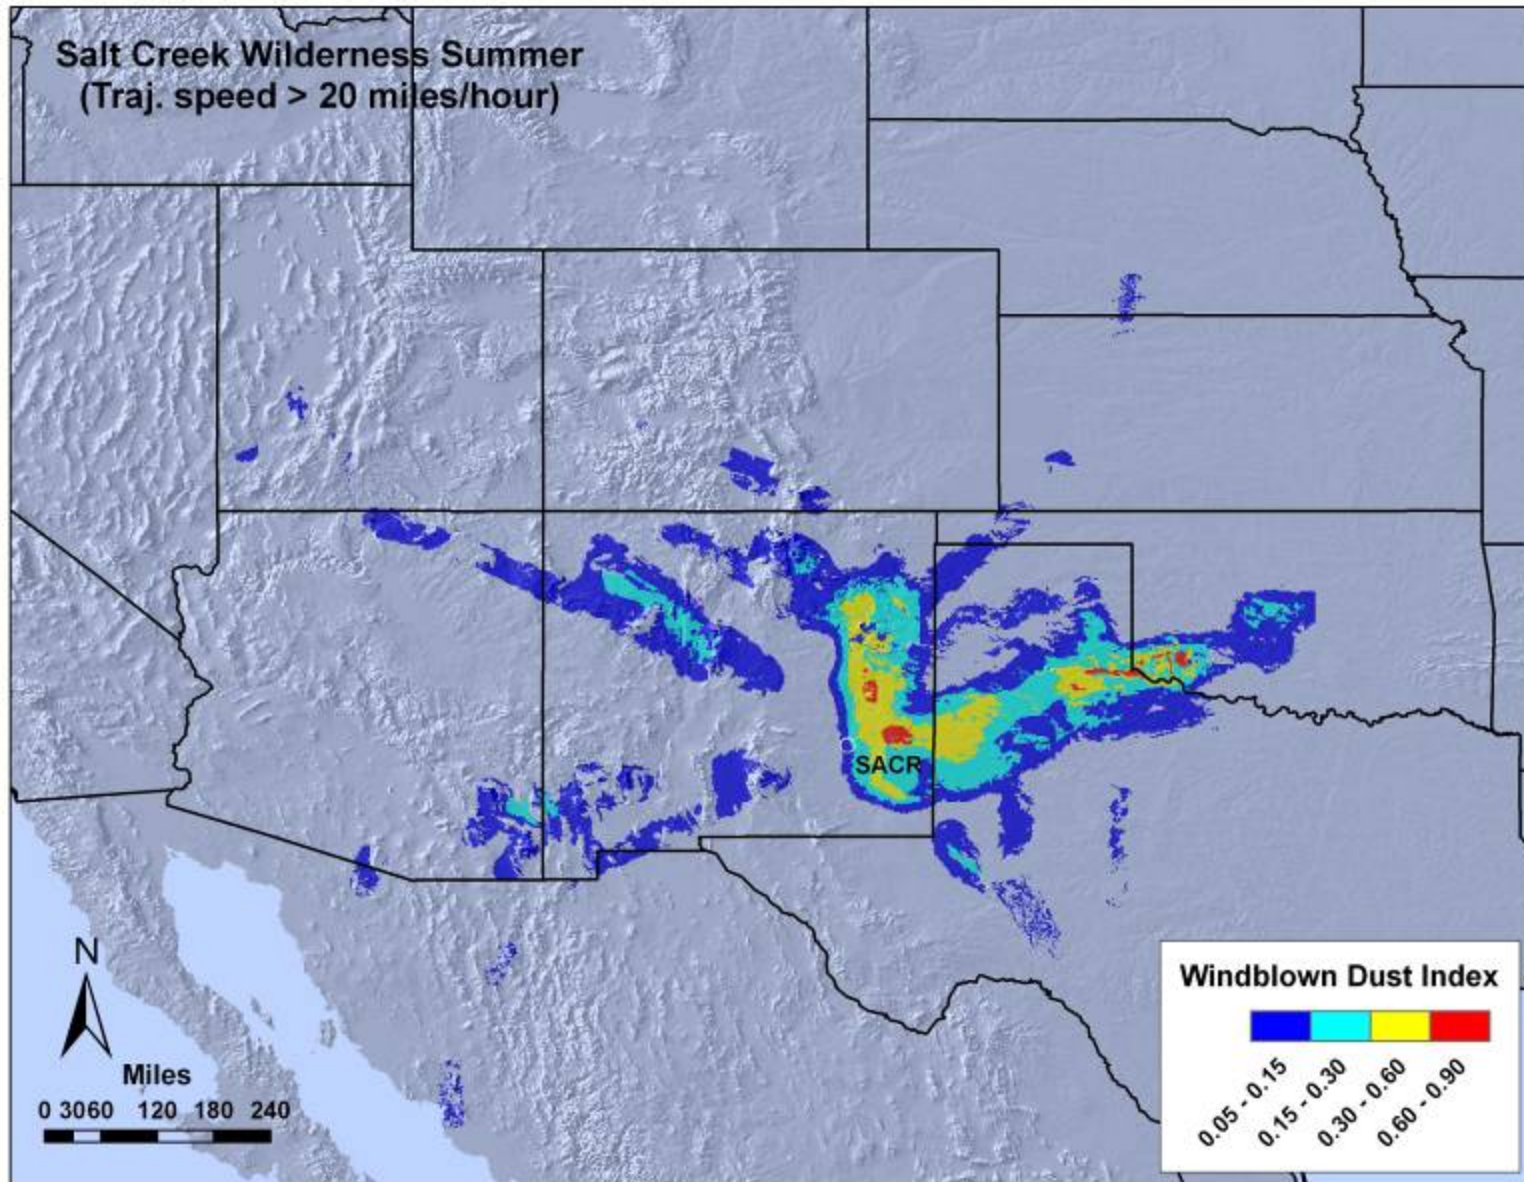 Salt Creek Wilderness Summer
(Traj. speed > 20 miles/hour)
SACR
N
Miles
0 3060 120 180 240
Windblown Dust Index
0.05 - 0.15
0.15 - 0.30
0.30 - 0.60
0.60 - 0.90